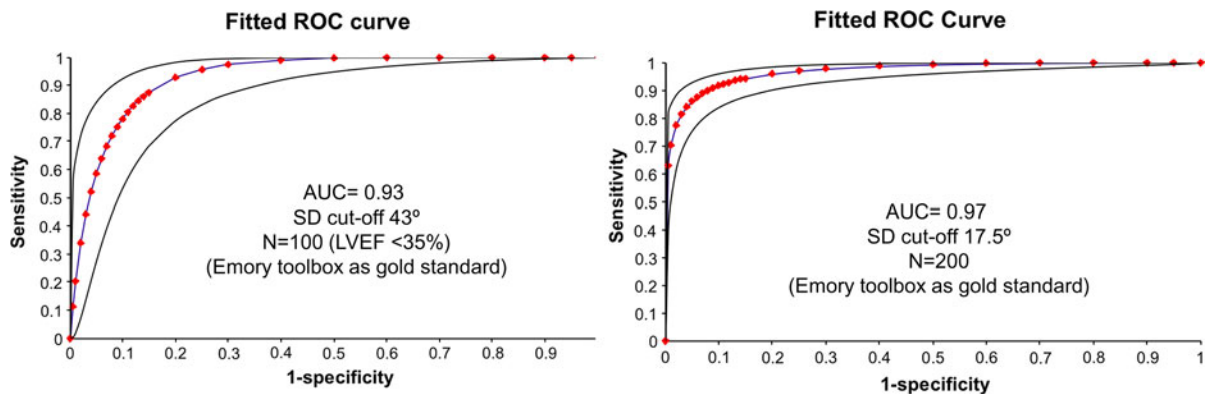 Fitted ROC curve
Sensitivity
1
0.9
0.8
0.7
0.6
0.5
0.4
0.3
0.2
0.1
0
AUC= 0.93
SD cut-off 43º
N=100 (LVEF <35%)
(Emory toolbox as gold standard)
0 0.1 0.2 0.3 0.4 0.5 0.6 0.7 0.8 0.9
1-specificity
Fitted ROC Curve
Sensitivity
1
0.9
0.8
0.7
0.6
0.5
0.4
0.3
0.2
0.1
0
AUC= 0.97
SD cut-off 17.5º
N=200
(Emory toolbox as gold standard)
0 0.1 0.2 0.3 0.4 0.5 0.6 0.7 0.8 0.9 1
1-specificity